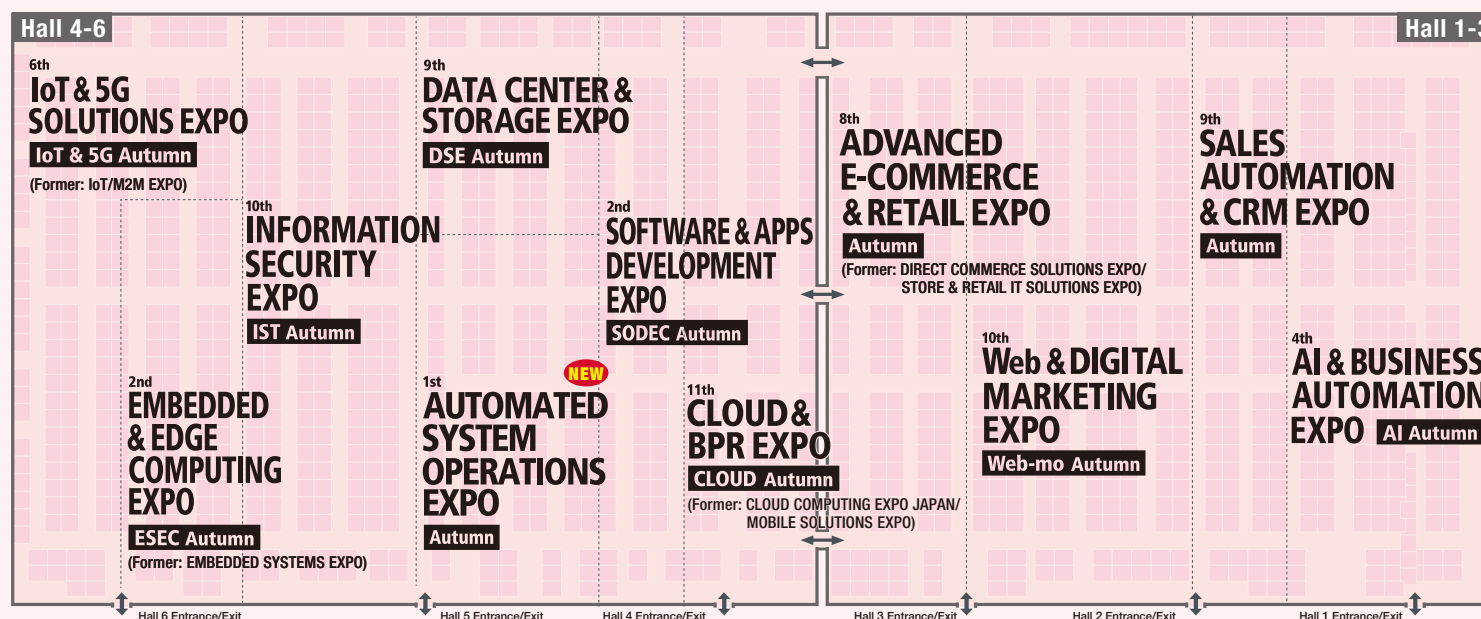 Hall 4-6
Hall 1-3
6th
IoT & 5G
SOLUTIONS EXPO
IoT & 5G Autumn
(Former: IoT/M2M EXPO)
10th
INFORMATION
SECURITY
EXPO
IST Autumn
2nd
EMBEDDED
& EDGE
COMPUTING
EXPO
ESEC Autumn
(Former: EMBEDDED SYSTEMS EXPO)
9th
DATA CENTER &
STORAGE EXPO
DSE Autumn
NEW
1st
AUTOMATED
SYSTEM
OPERATIONS
EXPO
Autumn
2nd
SOFTWARE & APPS
DEVELOPMENT
EXPO
SODEC Autumn
11th
CLOUD &
BPR EXPO
CLOUD Autumn
(Former: CLOUD COMPUTING EXPO JAPAN/
MOBILE SOLUTIONS EXPO)
8th
ADVANCED
E-COMMERCE
& RETAIL EXPO
Autumn
(Former: DIRECT COMMERCE SOLUTIONS EXPO/
STORE & RETAIL IT SOLUTIONS EXPO)
10th
Web & DIGITAL
MARKETING
EXPO
Web-mo Autumn
9th
SALES
AUTOMATION
& CRM EXPO
Autumn
4th
AI & BUSINESS
AUTOMATION
EXPO AI Autumn
Hall 6 Entrance/Exit
Hall 5 Entrance/Exit
Hall 4 Entrance/Exit
Hall 3 Entrance/Exit
Hall 2 Entrance/Exit
Hall 1 Entrance/Exit